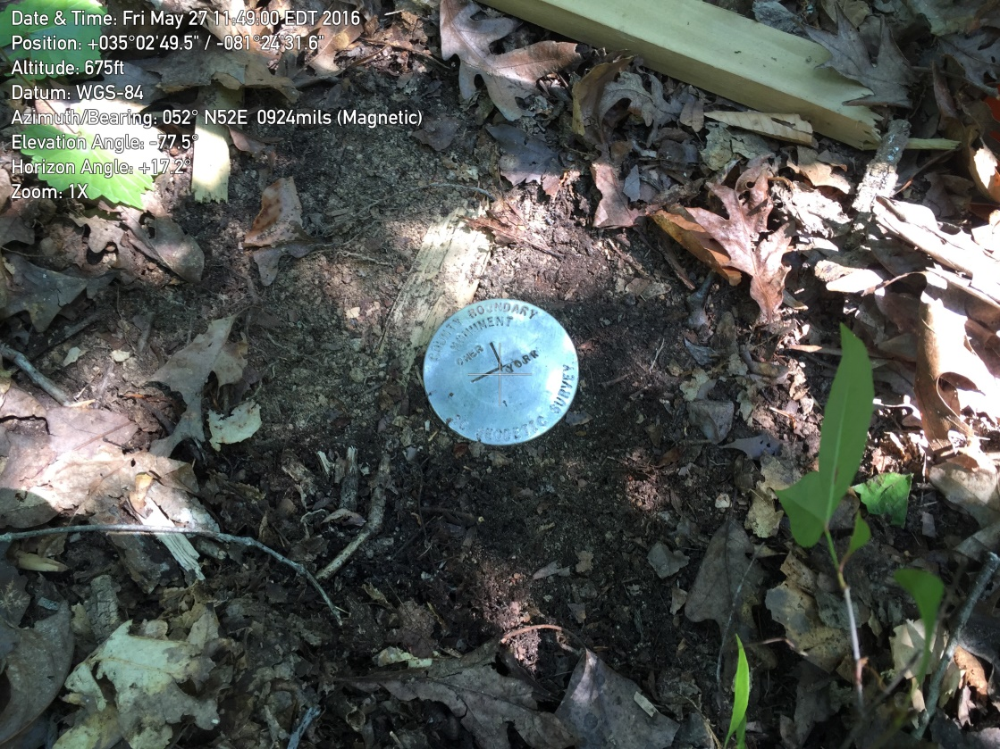 Date & Time: Fri May 27 11:49:00 EDT 2016
Position: +035°02'49.5" / -081°24'31.6"
Altitude: 675ft
Datum: WGS-84
Azimuth/Bearing: 052° N52E 0924mils (Magnetic)
Elevation Angle: -77.5°
Horizon Angle: +17.2°
Zoom: 1X
COUNTY BOUNDARY
MONUMENT
CHER
YORK
GEODETIC SURVEY